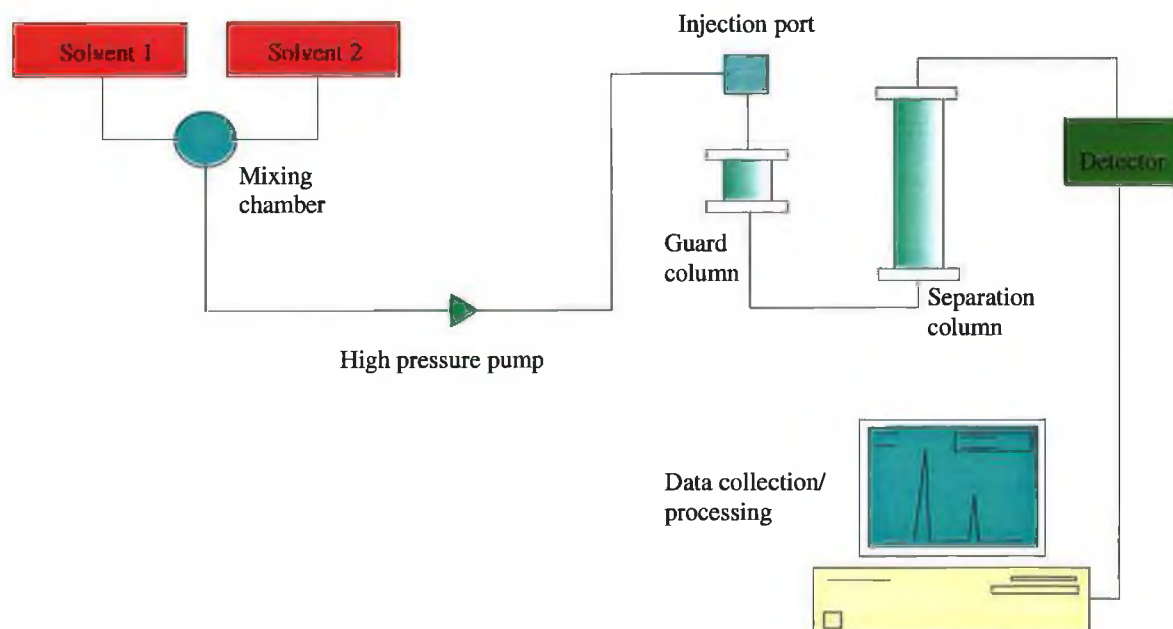 Solvent 1
Solvent 2
Injection port
Mixing
chamber
Detector
Guard
column
Separation
column
High pressure pump
Data collection/
processing